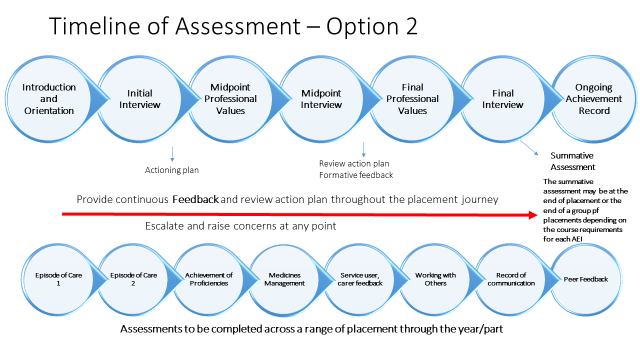 Timeline of Assessment – Option 2
Introduction
and
Orientation
Initial
Interview
Midpoint
Professional
Values
Midpoint
Interview
Final
Professional
Values
Final
Interview
Ongoing
Achievement
Record
Actioning plan
Review action plan
Formative feedback
Summative
Assessment
The summative
assessment may be at the
end of placement or the
end of a group pf
placements depending on
the course requirements
for each AEI
Provide continuous Feedback and review action plan throughout the placement journey
Escalate and raise concerns at any point
Episode of Care
1
Episode of Care
2
Achievement of
Proficiencies
Medicines
Management
Service user,
carer feedback
Working with
Others
Record of
communication
Peer Feedback
Assessments to be completed across a range of placement through the year/part